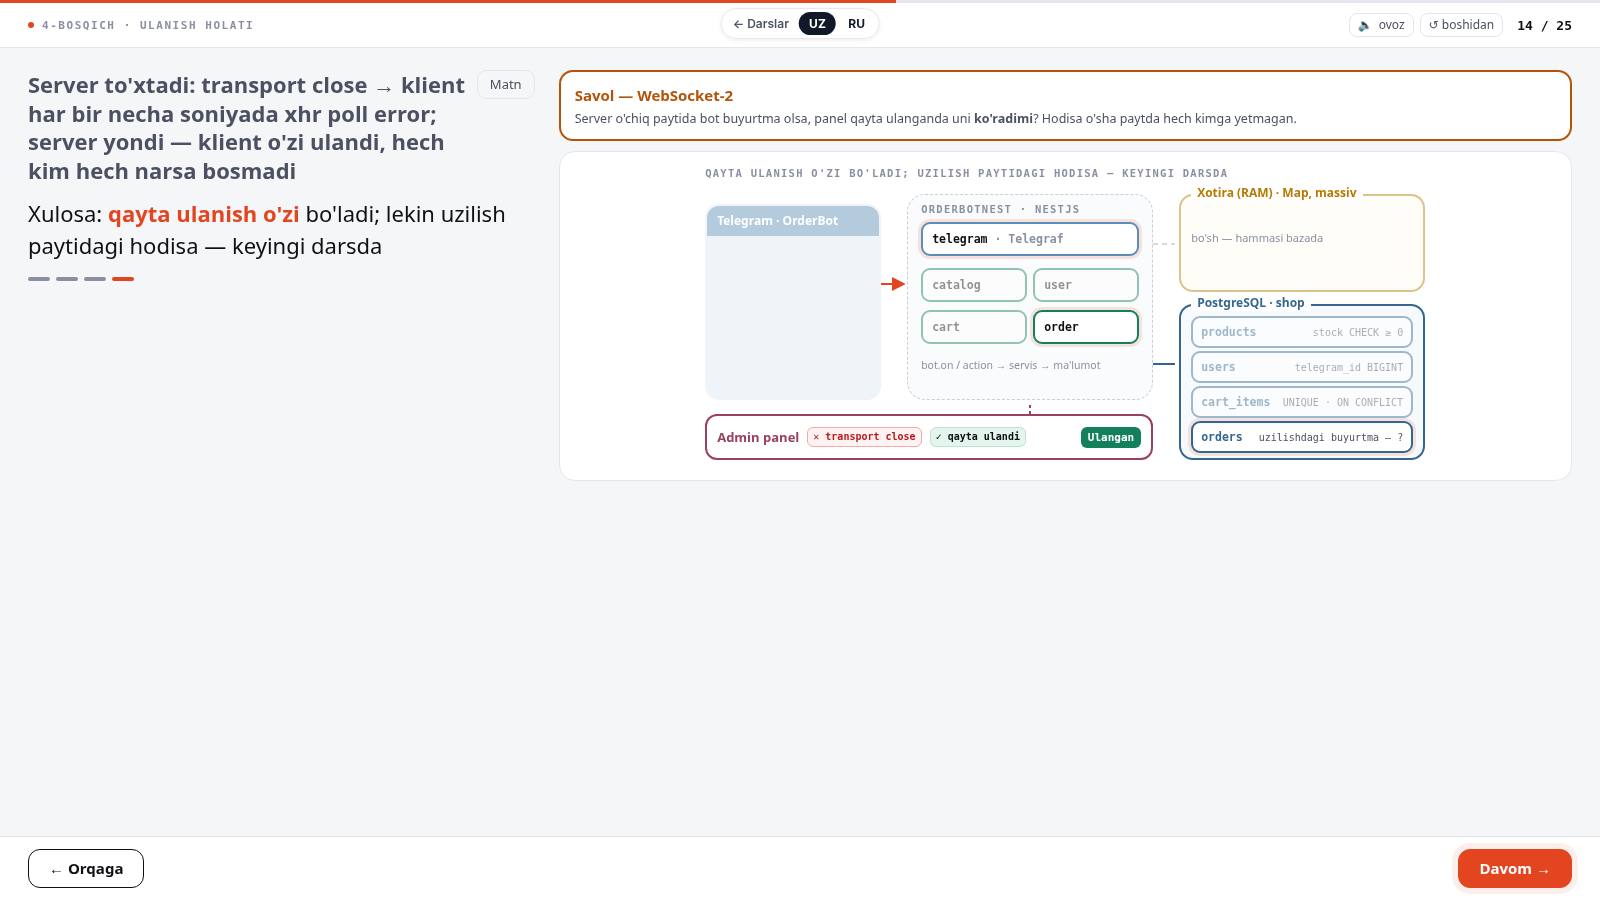 4-BOSQICH · ULANISH HOLATI
← Darslar UZ RU
🔈 ovoz ↺ boshidan 14 / 25
Server to'xtadi: transport close → klient
har bir necha soniyada xhr poll error;
server yondi — klient o'zi ulandi, hech
kim hech narsa bosmadi
Matn
Xulosa: qayta ulanish o'zi bo'ladi; lekin uzilish
paytidagi hodisa — keyingi darsda
Savol — WebSocket-2
Server o'chiq paytida bot buyurtma olsa, panel qayta ulanganda uni ko'radimi? Hodisa o'sha paytda hech kimga yetmagan.
QAYTA ULANISH O'ZI BO'LADI; UZILISH PAYTIDAGI HODISA — KEYINGI DARSDA
Telegram · OrderBot
ORDERBOTNEST · NESTJS
telegram · Telegraf
catalog user
cart order
bot.on / action → servis → ma'lumot
Xotira (RAM) · Map, massiv
bo'sh — hammasi bazada
PostgreSQL · shop
products stock CHECK ≥ 0
users telegram_id BIGINT
cart_items UNIQUE · ON CONFLICT
orders uzilishdagi buyurtma — ?
Admin panel × transport close ✓ qayta ulandi Ulangan
← Orqaga
Davom →